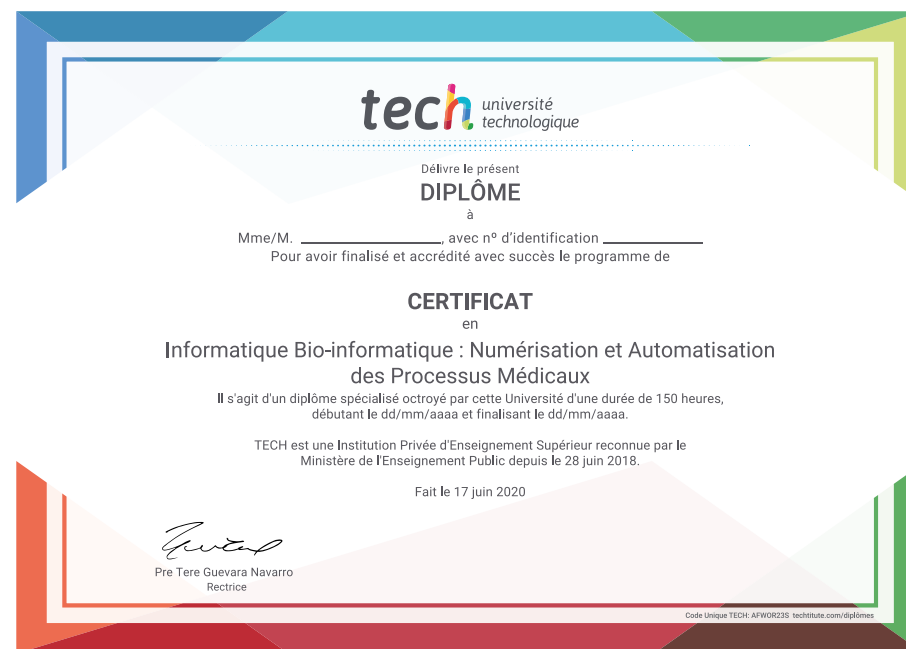 tech université
technologique
Délivre le présent
DIPLÔME
à
Mme/M. ____________________, avec nº d'identification ______________
Pour avoir finalisé et accrédité avec succès le programme de
CERTIFICAT
en
Informatique Bio-informatique : Numérisation et Automatisation
des Processus Médicaux
Il s'agit d'un diplôme spécialisé octroyé par cette Université d'une durée de 150 heures,
débutant le dd/mm/aaaa et finalisant le dd/mm/aaaa.
TECH est une Institution Privée d'Enseignement Supérieur reconnue par le
Ministère de l'Enseignement Public depuis le 28 juin 2018.
Fait le 17 juin 2020
Pre Tere Guevara Navarro
Rectrice
Code Unique TECH: AFWOR23S techtitute.com/diplômes